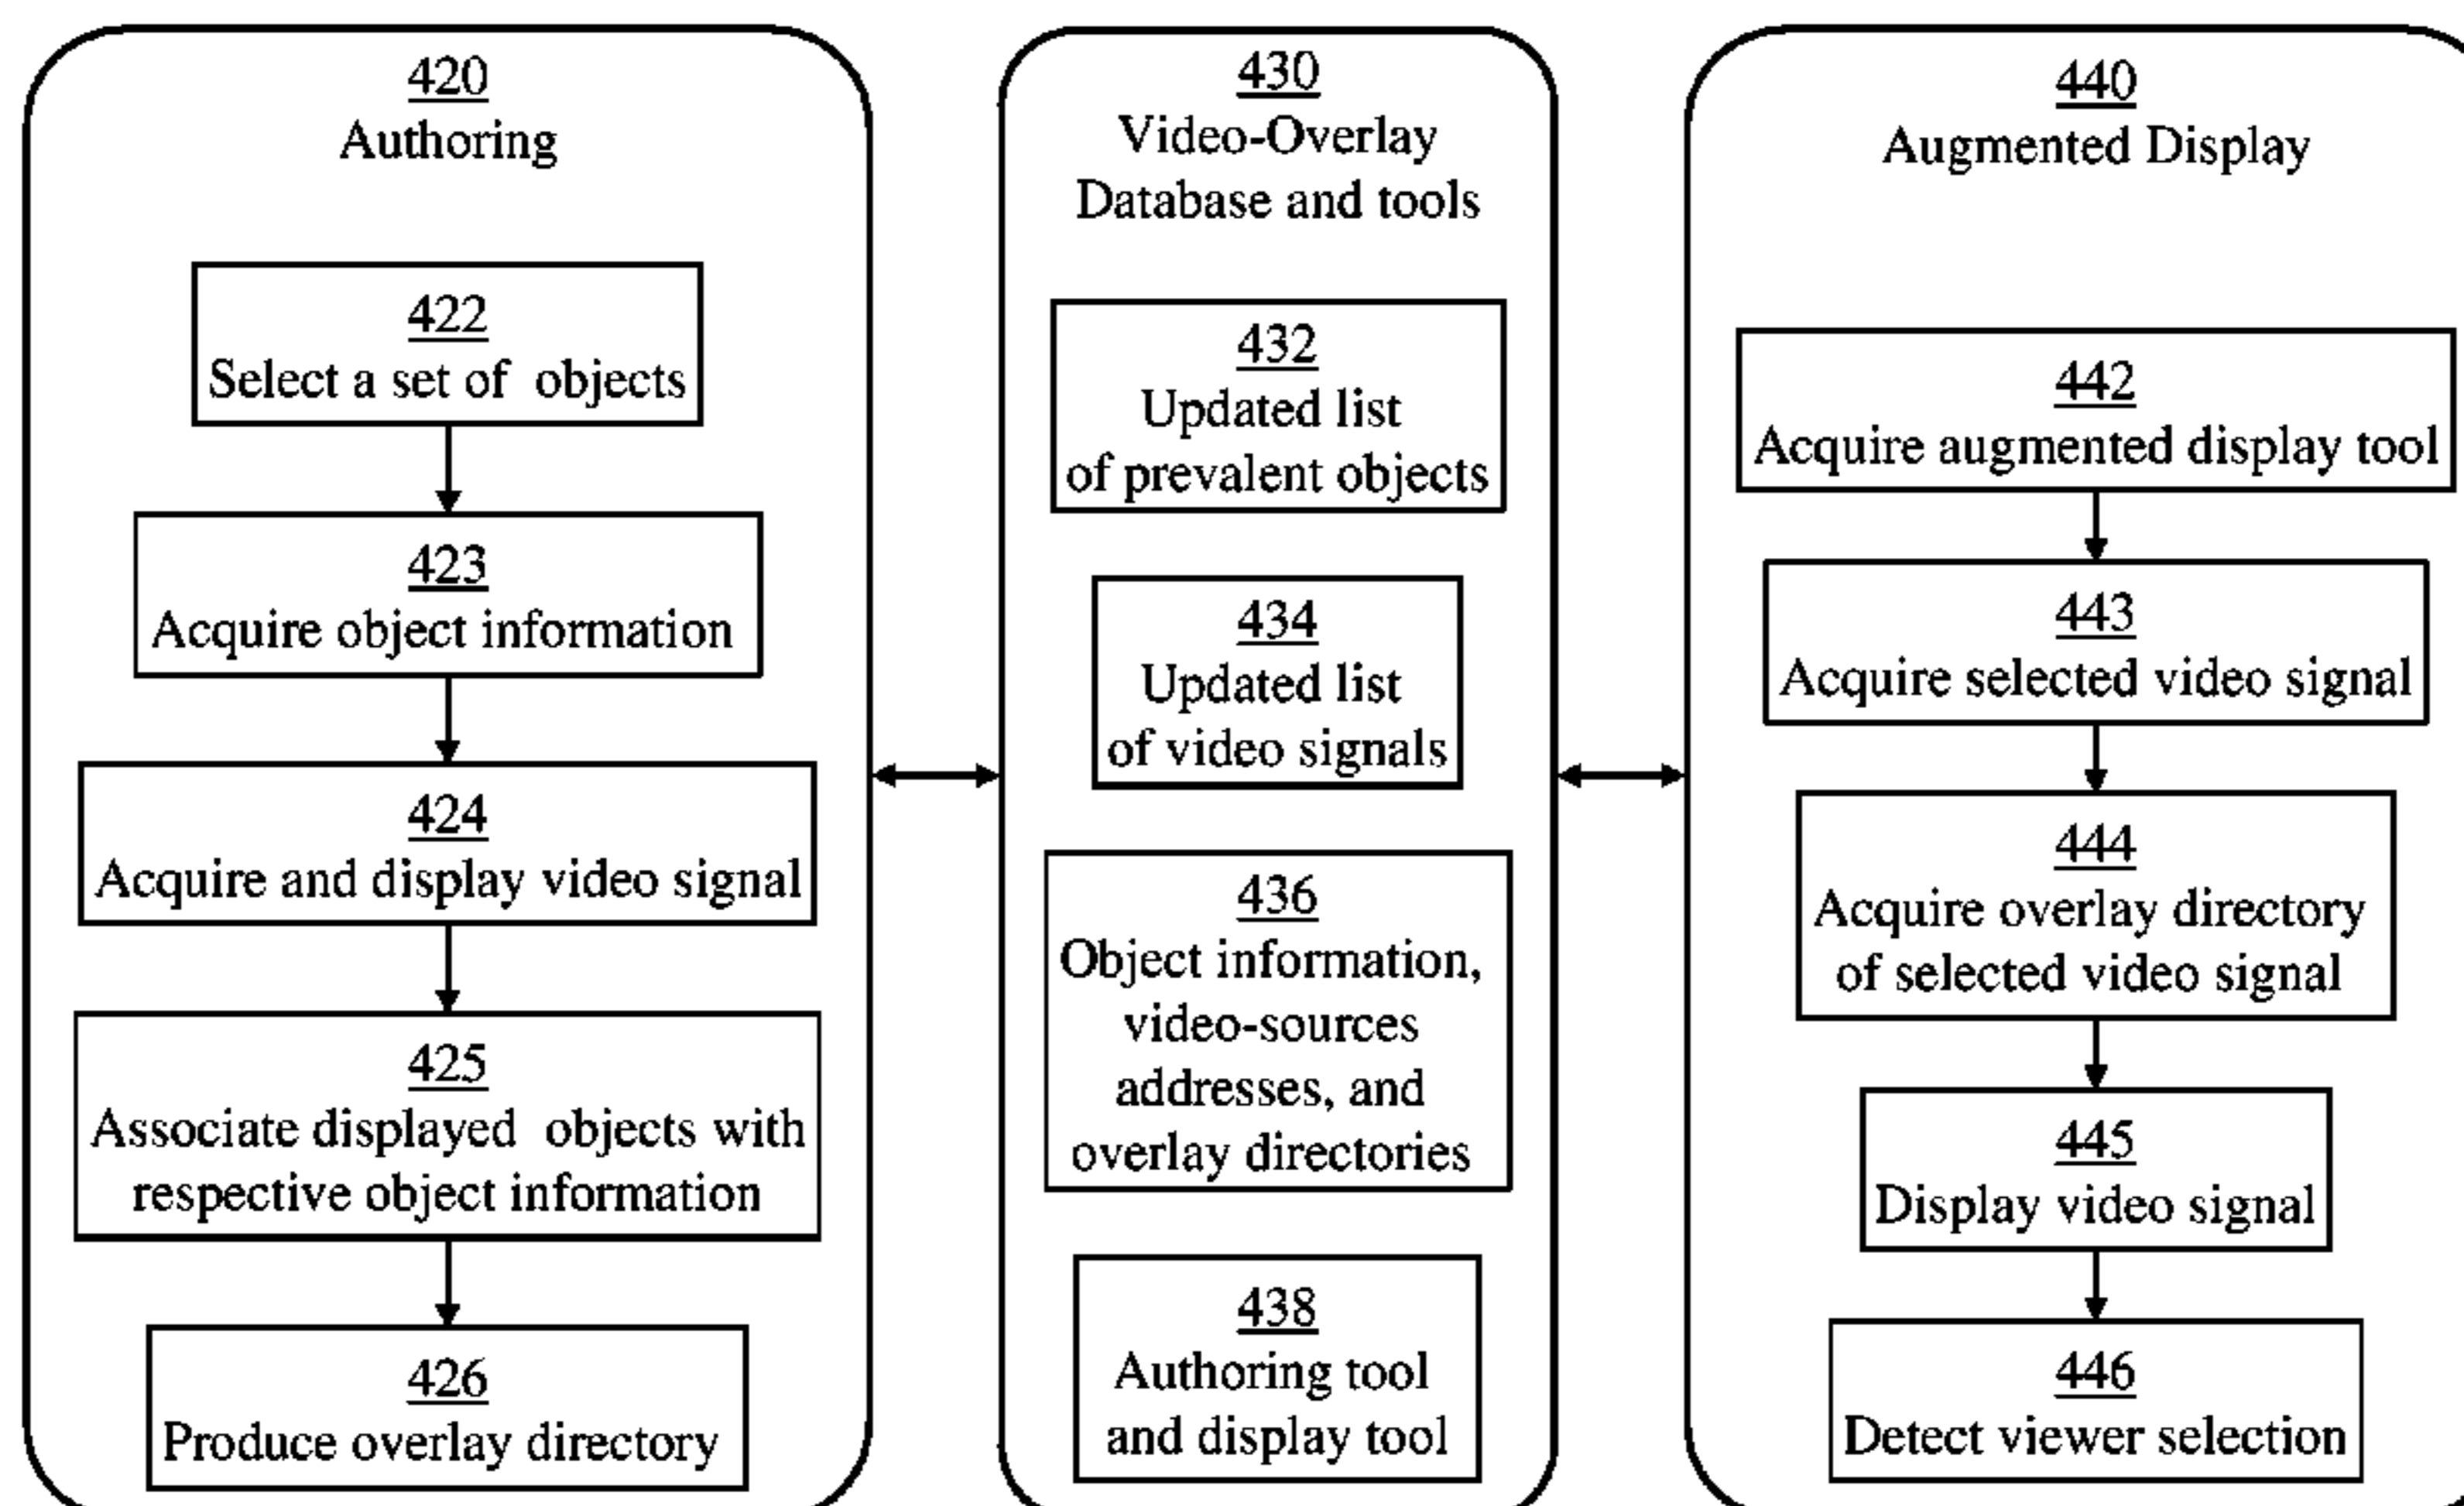 420
Authoring
422
Select a set of objects
423
Acquire object information
424
Acquire and display video signal
425
Associate displayed objects with
respective object information
426
Produce overlay directory
430
Video-Overlay
Database and tools
432
Updated list
of prevalent objects
434
Updated list
of video signals
436
Object information,
video-sources
addresses, and
overlay directories
438
Authoring tool
and display tool
440
Augmented Display
442
Acquire augmented display tool
443
Acquire selected video signal
444
Acquire overlay directory
of selected video signal
445
Display video signal
446
Detect viewer selection